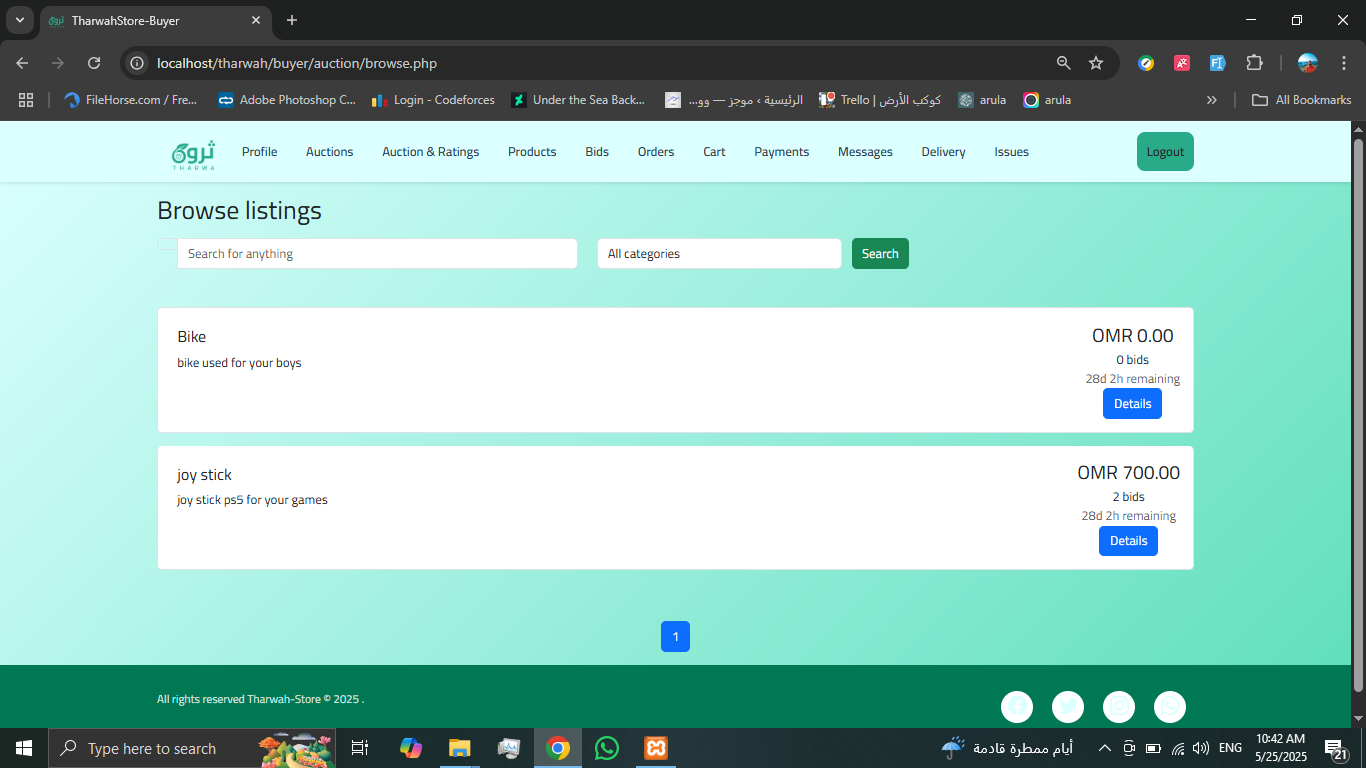 TharwahStore-Buyer
localhost/tharwah/buyer/auction/browse.php
FileHorse.com / Fre...
Adobe Photoshop C...
Login - Codeforces
Under the Sea Back...
الرئيسية › موجز — وو...
كوكب الأرض | Trello
arula
arula
All Bookmarks
ثروة
THARWA
Profile
Auctions
Auction & Ratings
Products
Bids
Orders
Cart
Payments
Messages
Delivery
Issues
Logout
Browse listings
Search for anything
All categories
Search
Bike
OMR 0.00
bike used for your boys
0 bids
28d 2h remaining
Details
joy stick
OMR 700.00
joy stick ps5 for your games
2 bids
28d 2h remaining
Details
1
All rights reserved Tharwah-Store © 2025 .
Type here to search
أيام ممطرة قادمة
ENG
10:42 AM
5/25/2025
21